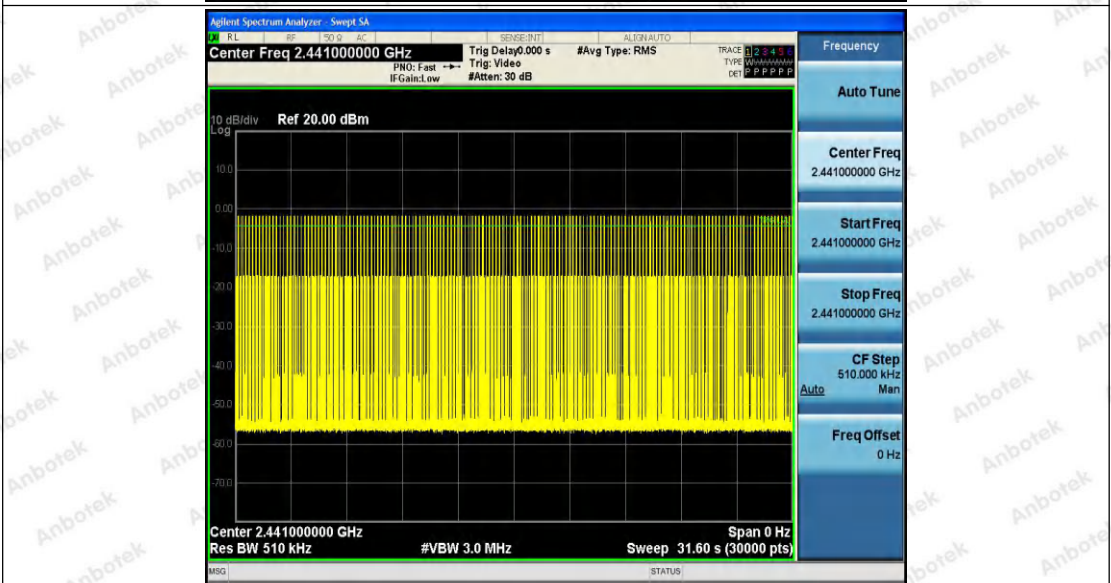 Agilent Spectrum Analyzer - Swept SA
LXI RL RF 50 Ω AC SENSE:INT ALIGN AUTO
Center Freq 2.441000000 GHz
PNO: Fast
IFGain:Low
Trig Delay0.000 s
Trig: Video
#Atten: 30 dB
#Avg Type: RMS
TRACE 1 2 3 4 5 6
TYPE W
DET P P P P P P
Frequency
10 dB/div Ref 20.00 dBm
Log
10.0
0.00
-10.0
-20.0
-30.0
-40.0
-50.0
-60.0
-70.0
Center 2.441000000 GHz
Span 0 Hz
Res BW 510 kHz
#VBW 3.0 MHz
Sweep 31.60 s (30000 pts)
MSG
STATUS
Auto Tune
Center Freq
2.441000000 GHz
Start Freq
2.441000000 GHz
Stop Freq
2.441000000 GHz
CF Step
510.000 kHz
Auto Man
Freq Offset
0 Hz
Anbotek